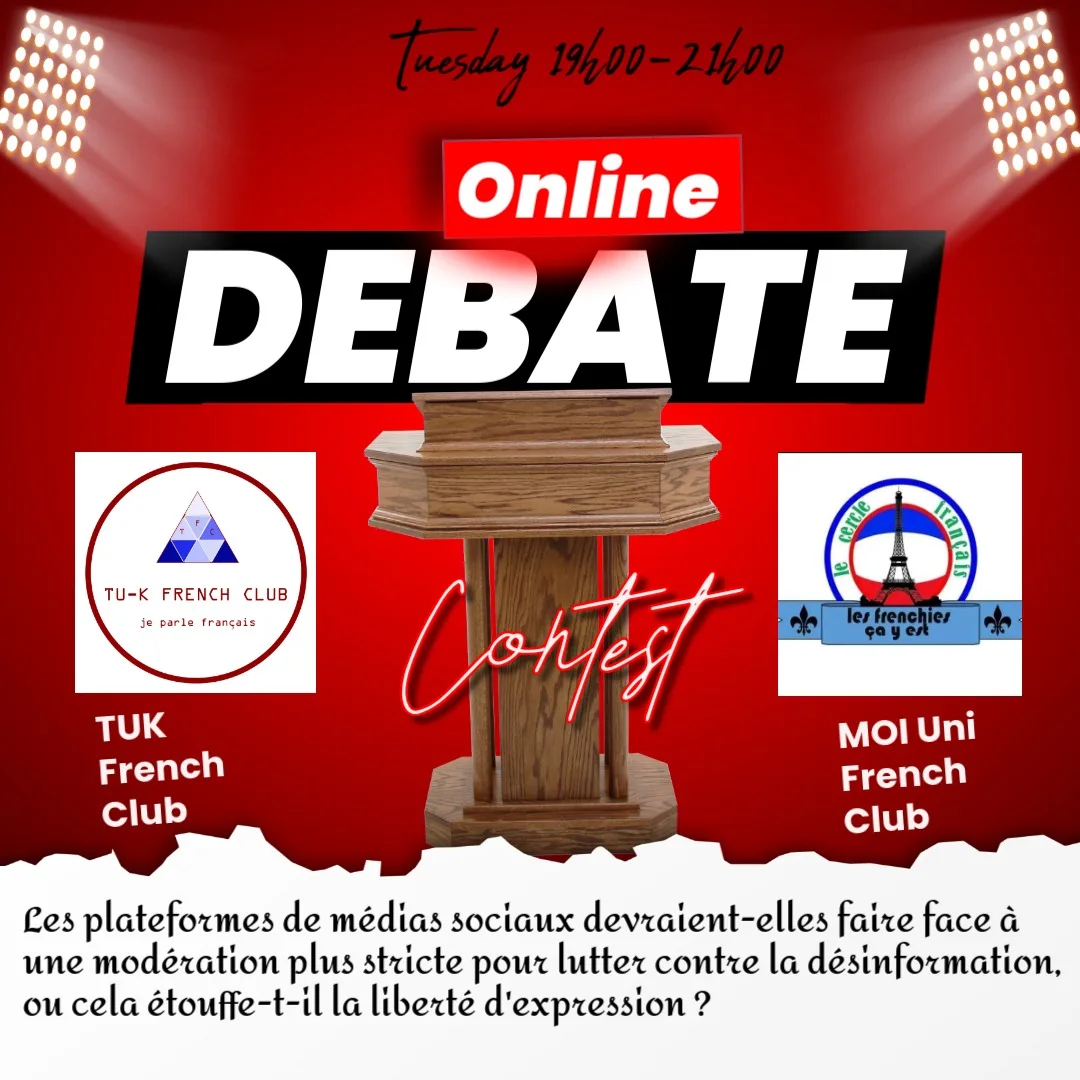 Tuesday 19h00-21h00
Online
DEBATE
T F C
TU-K FRENCH CLUB
je parle français
le cercle français
les frenchies
ça y est
Contest
TUK
French
Club
MOI Uni
French
Club
Les plateformes de médias sociaux devraient-elles faire face à
une modération plus stricte pour lutter contre la désinformation,
ou cela étouffe-t-il la liberté d'expression ?